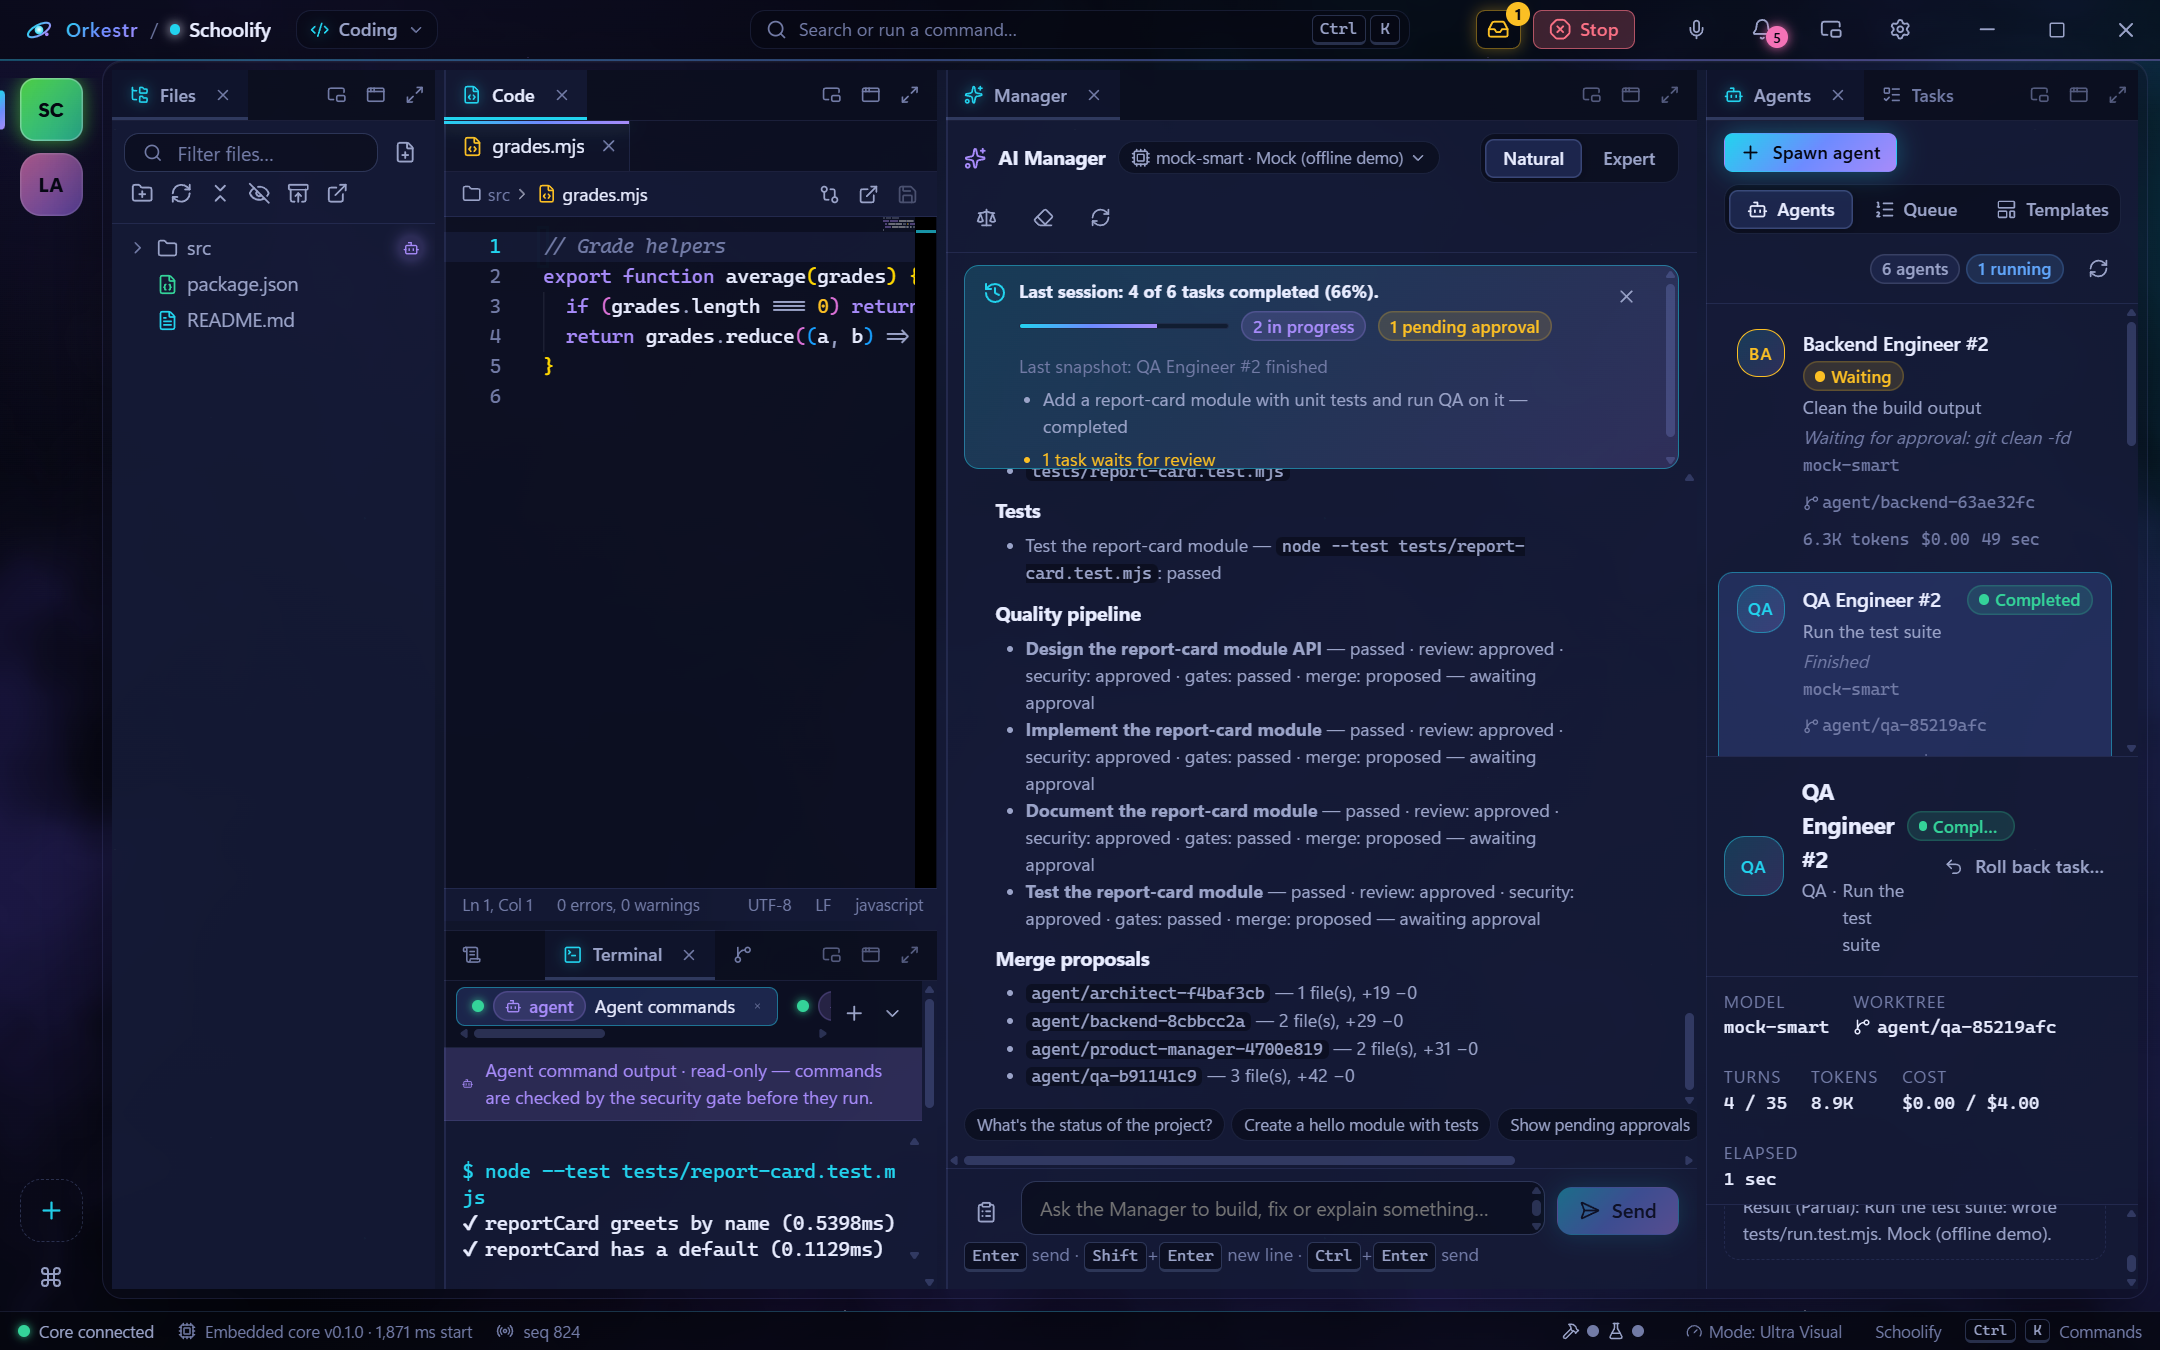 Orkestr / Schoolify
Coding
Search or run a command...
Ctrl K
1
Stop
5
SC
LA
Files
Filter files...
src
package.json
README.md
Code
grades.mjs
src > grades.mjs
1 // Grade helpers
2 export function average(grades) {
3 if (grades.length === 0) return
4 return grades.reduce((a, b) =>
5 }
6
Ln 1, Col 1 0 errors, 0 warnings UTF-8 LF javascript
Terminal
agent Agent commands
Agent command output · read-only — commands
are checked by the security gate before they run.
$ node --test tests/report-card.test.m
js
✓ reportCard greets by name (0.5398ms)
✓ reportCard has a default (0.1129ms)
Manager
AI Manager
mock-smart · Mock (offline demo)
Natural Expert
Last session: 4 of 6 tasks completed (66%).
2 in progress 1 pending approval
Last snapshot: QA Engineer #2 finished
• Add a report-card module with unit tests and run QA on it —
completed
• 1 task waits for review
• tests/report-card.test.mjs
Tests
• Test the report-card module — node --test tests/report-
card.test.mjs : passed
Quality pipeline
• Design the report-card module API — passed · review: approved ·
security: approved · gates: passed · merge: proposed — awaiting
approval
• Implement the report-card module — passed · review: approved ·
security: approved · gates: passed · merge: proposed — awaiting
approval
• Document the report-card module — passed · review: approved ·
security: approved · gates: passed · merge: proposed — awaiting
approval
• Test the report-card module — passed · review: approved · security:
approved · gates: passed · merge: proposed — awaiting approval
Merge proposals
• agent/architect-f4baf3cb — 1 file(s), +19 −0
• agent/backend-8cbbcc2a — 2 file(s), +29 −0
• agent/product-manager-4700e819 — 2 file(s), +31 −0
• agent/qa-b91141c9 — 3 file(s), +42 −0
What's the status of the project? Create a hello module with tests Show pending approvals
Ask the Manager to build, fix or explain something...
Send
Enter send · Shift + Enter new line · Ctrl + Enter send
Agents Tasks
+ Spawn agent
Agents Queue Templates
6 agents 1 running
BA
Backend Engineer #2
Waiting
Clean the build output
Waiting for approval: git clean -fd
mock-smart
agent/backend-63ae32fc
6.3K tokens $0.00 49 sec
QA
QA Engineer #2 Completed
Run the test suite
Finished
mock-smart
agent/qa-85219afc
QA
QA
Engineer
#2
Compl...
QA · Run the
test
suite
Roll back task...
MODEL WORKTREE
mock-smart agent/qa-85219afc
TURNS TOKENS COST
4 / 35 8.9K $0.00 / $4.00
ELAPSED
1 sec
Result (Partial): Run the test suite: wrote
tests/run.test.mjs. Mock (offline demo).
Core connected Embedded core v0.1.0 · 1,871 ms start seq 824
Mode: Ultra Visual Schoolify Ctrl K Commands